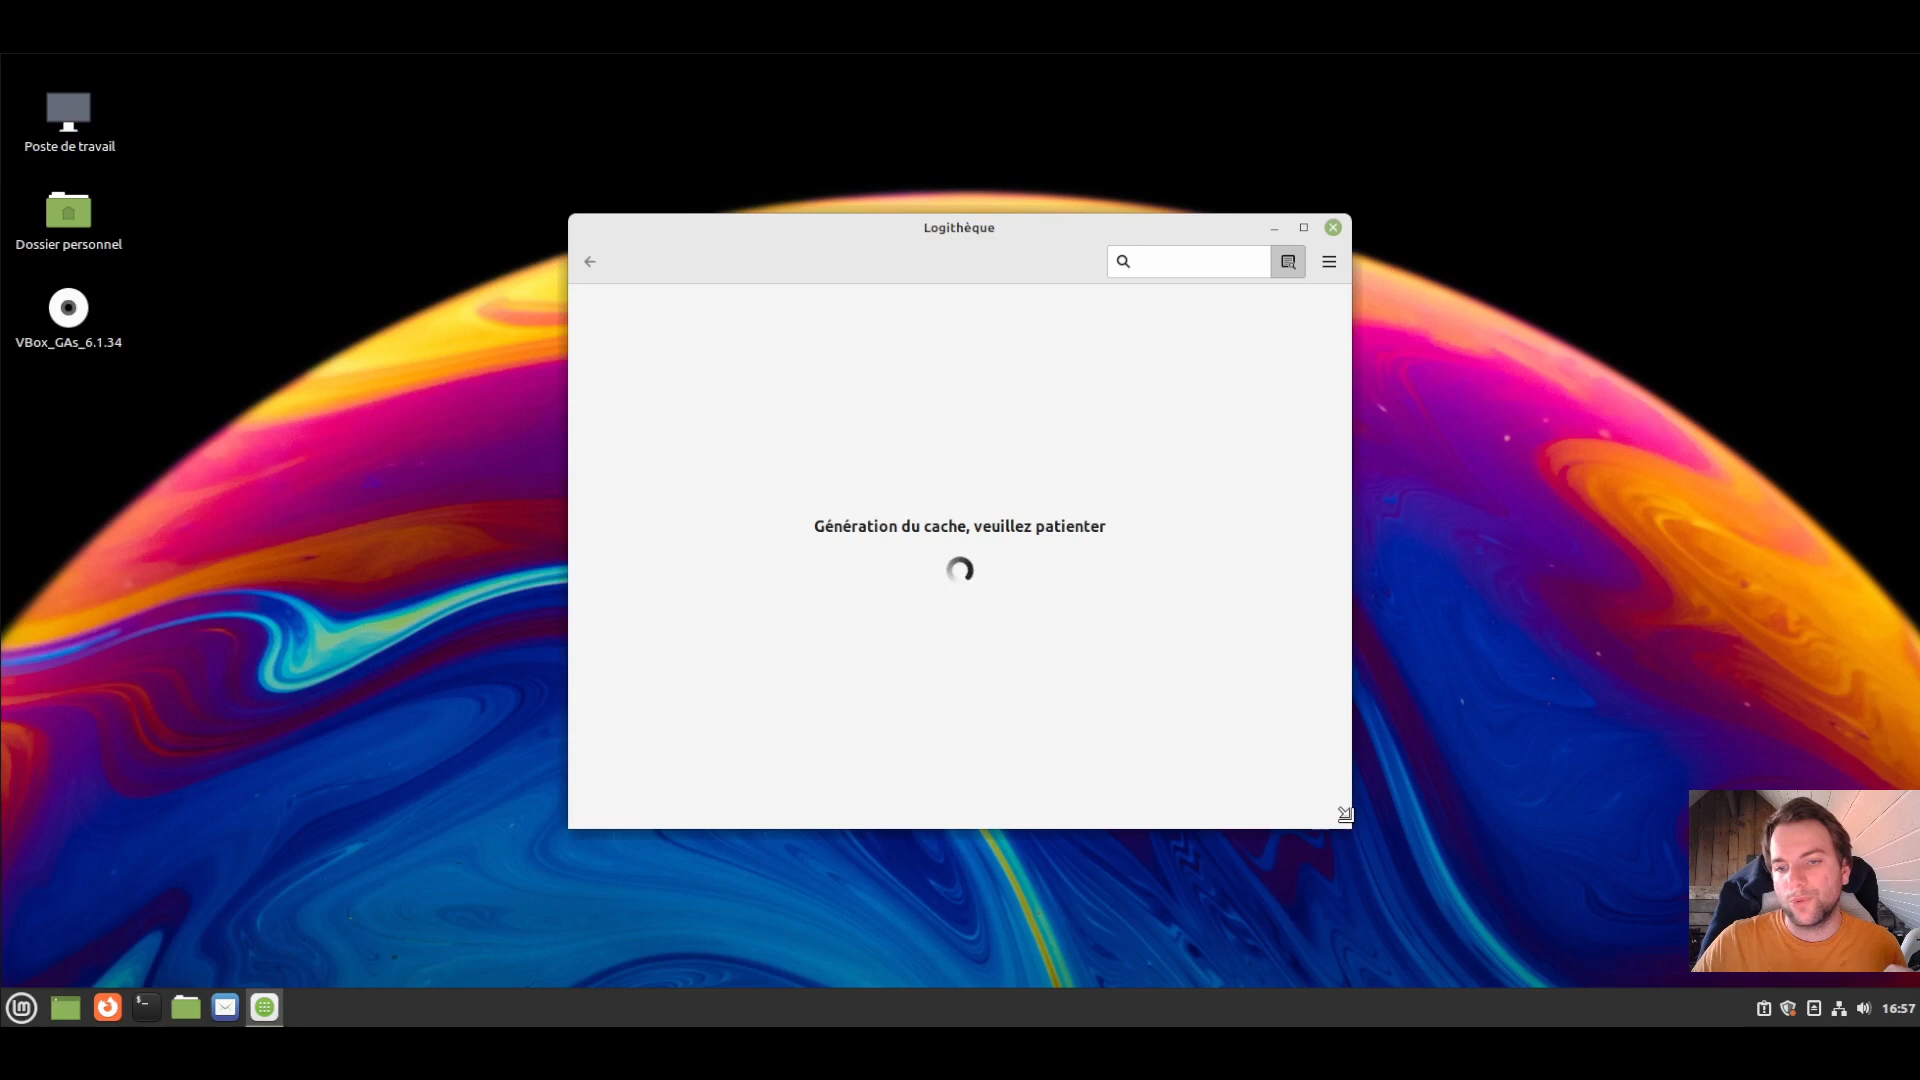 Poste de travail
Dossier personnel
VBox_GAs_6.1.34
Logithèque
Génération du cache, veuillez patienter
16:57